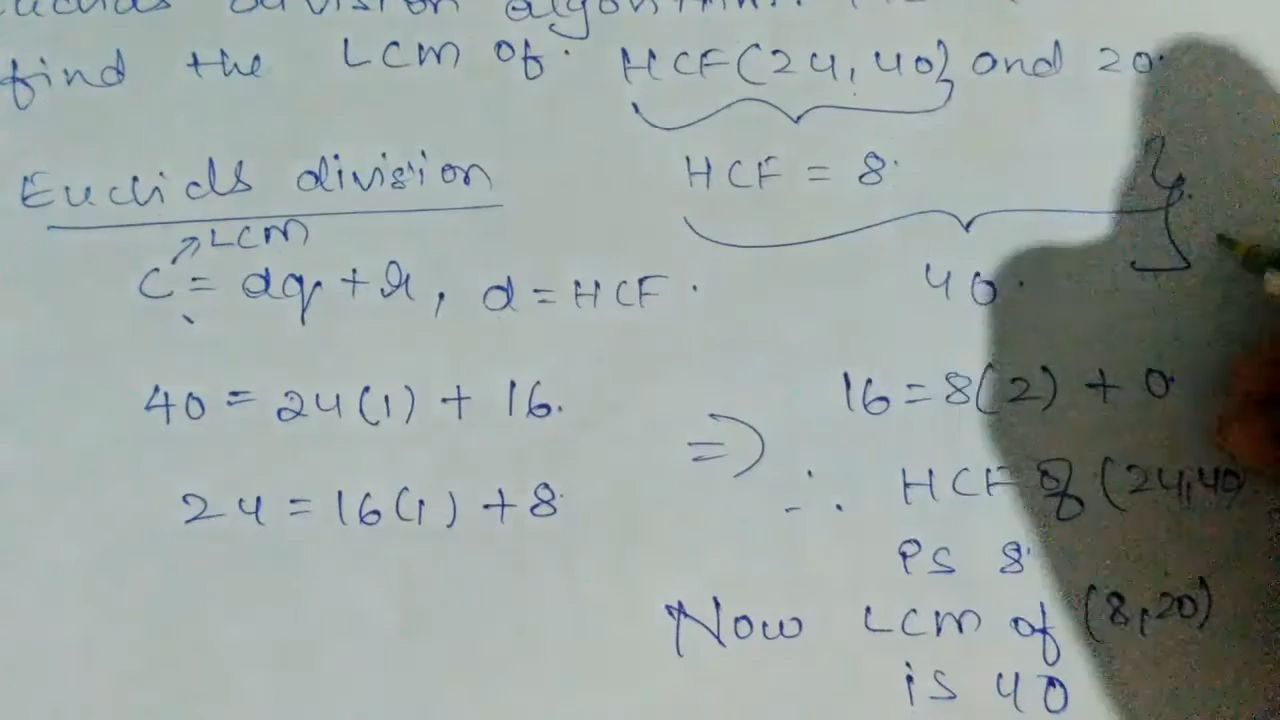 find the LCM of. HCF(24, 40) and 20.
HCF = 8.
Euclids division
LCM
C = dq + r, d = HCF.
40.
40 = 24(1) + 16.
24 = 16(1) + 8.
=> 16 = 8(2) + 0.
∴ HCF of (24,40)
is 8.
Now LCM of (8,20)
is 40